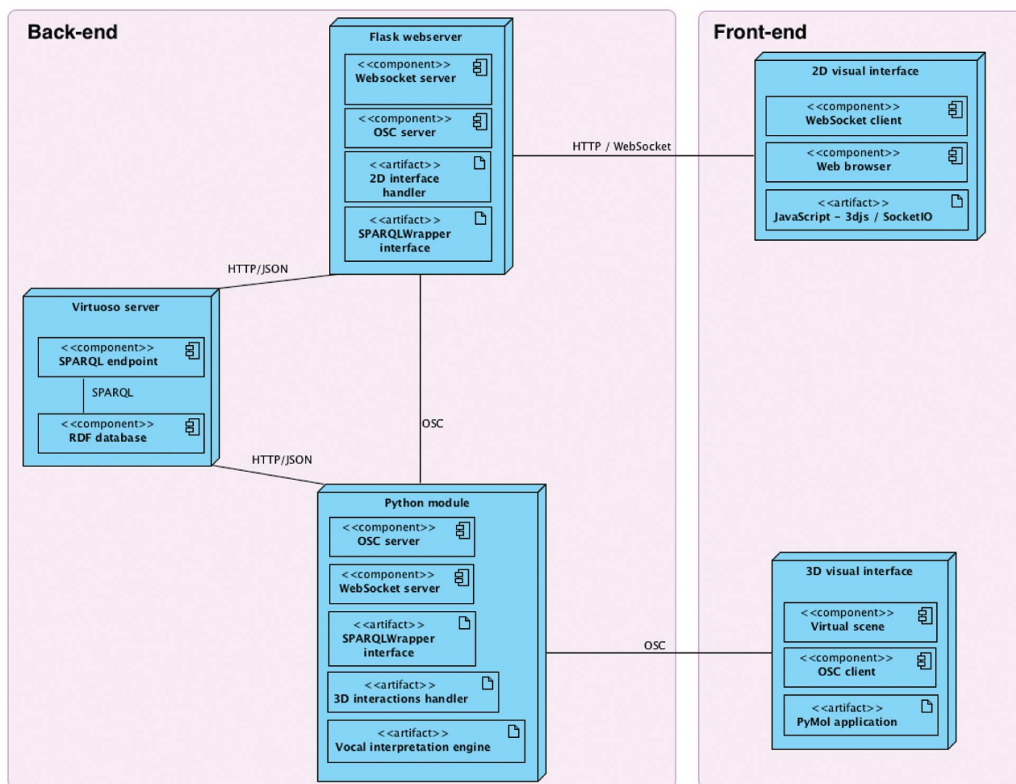 Back-end
Flask webserver
<<component>>
Websocket server
<<component>>
OSC server
<<artifact>>
2D interface
handler
<<artifact>>
SPARQLWrapper
interface
HTTP/JSON
Virtuoso server
<<component>>
SPARQL endpoint
SPARQL
<<component>>
RDF database
HTTP/JSON
OSC
Python module
<<component>>
OSC server
<<component>>
WebSocket server
<<artifact>>
SPARQLWrapper
interface
<<artifact>>
3D interactions handler
<<artifact>>
Vocal interpretation engine
HTTP / WebSocket
OSC
Front-end
2D visual interface
<<component>>
WebSocket client
<<component>>
Web browser
<<artifact>>
JavaScript - 3djs / SocketIO
3D visual interface
<<component>>
Virtual scene
<<component>>
OSC client
<<artifact>>
PyMol application